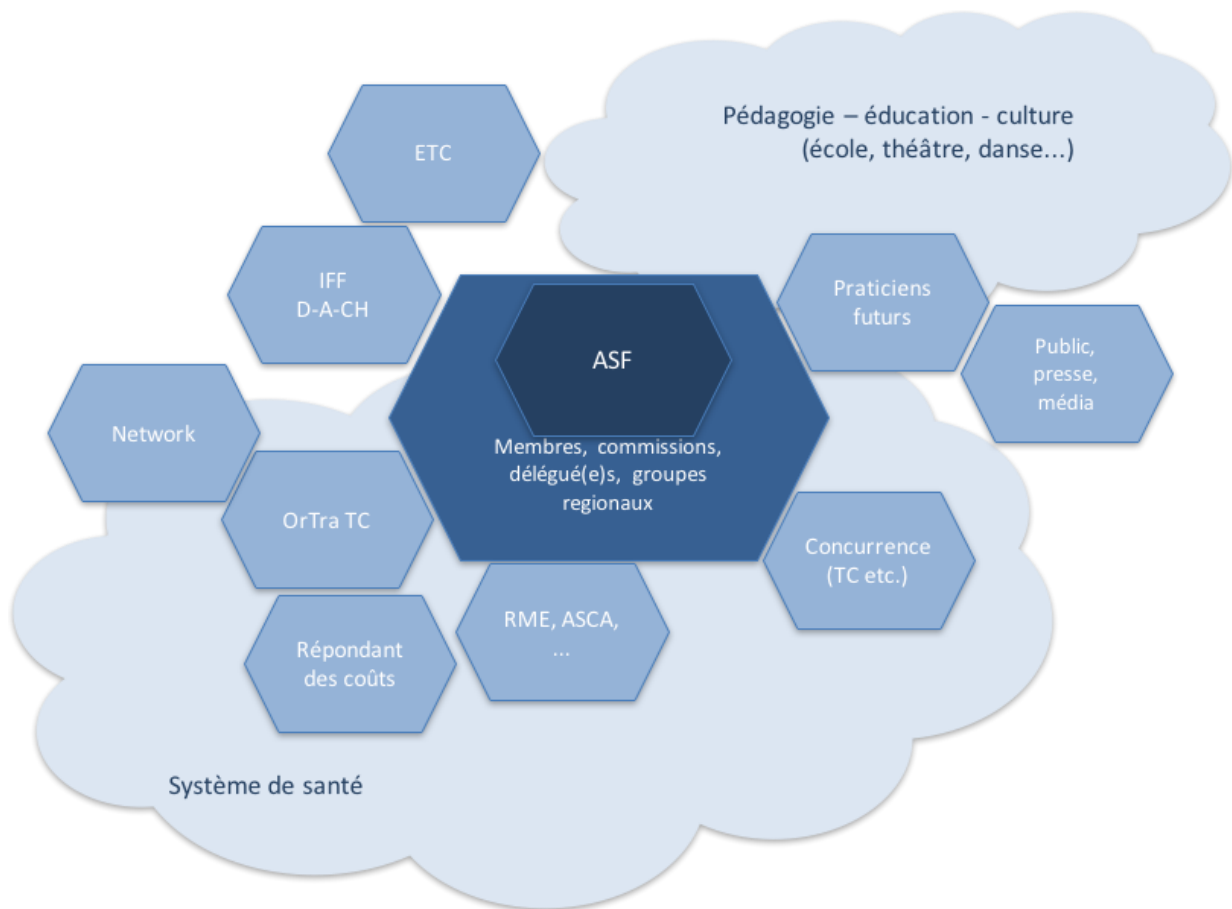 Pédagogie – éducation - culture
(école, théâtre, danse...)
ETC
IFF
D-A-CH
Praticiens
futurs
Public,
presse,
média
ASF
Membres, commissions,
délégué(e)s, groupes
regionaux
Network
OrTra TC
Concurrence
(TC etc.)
RME, ASCA,
...
Répondant
des coûts
Système de santé